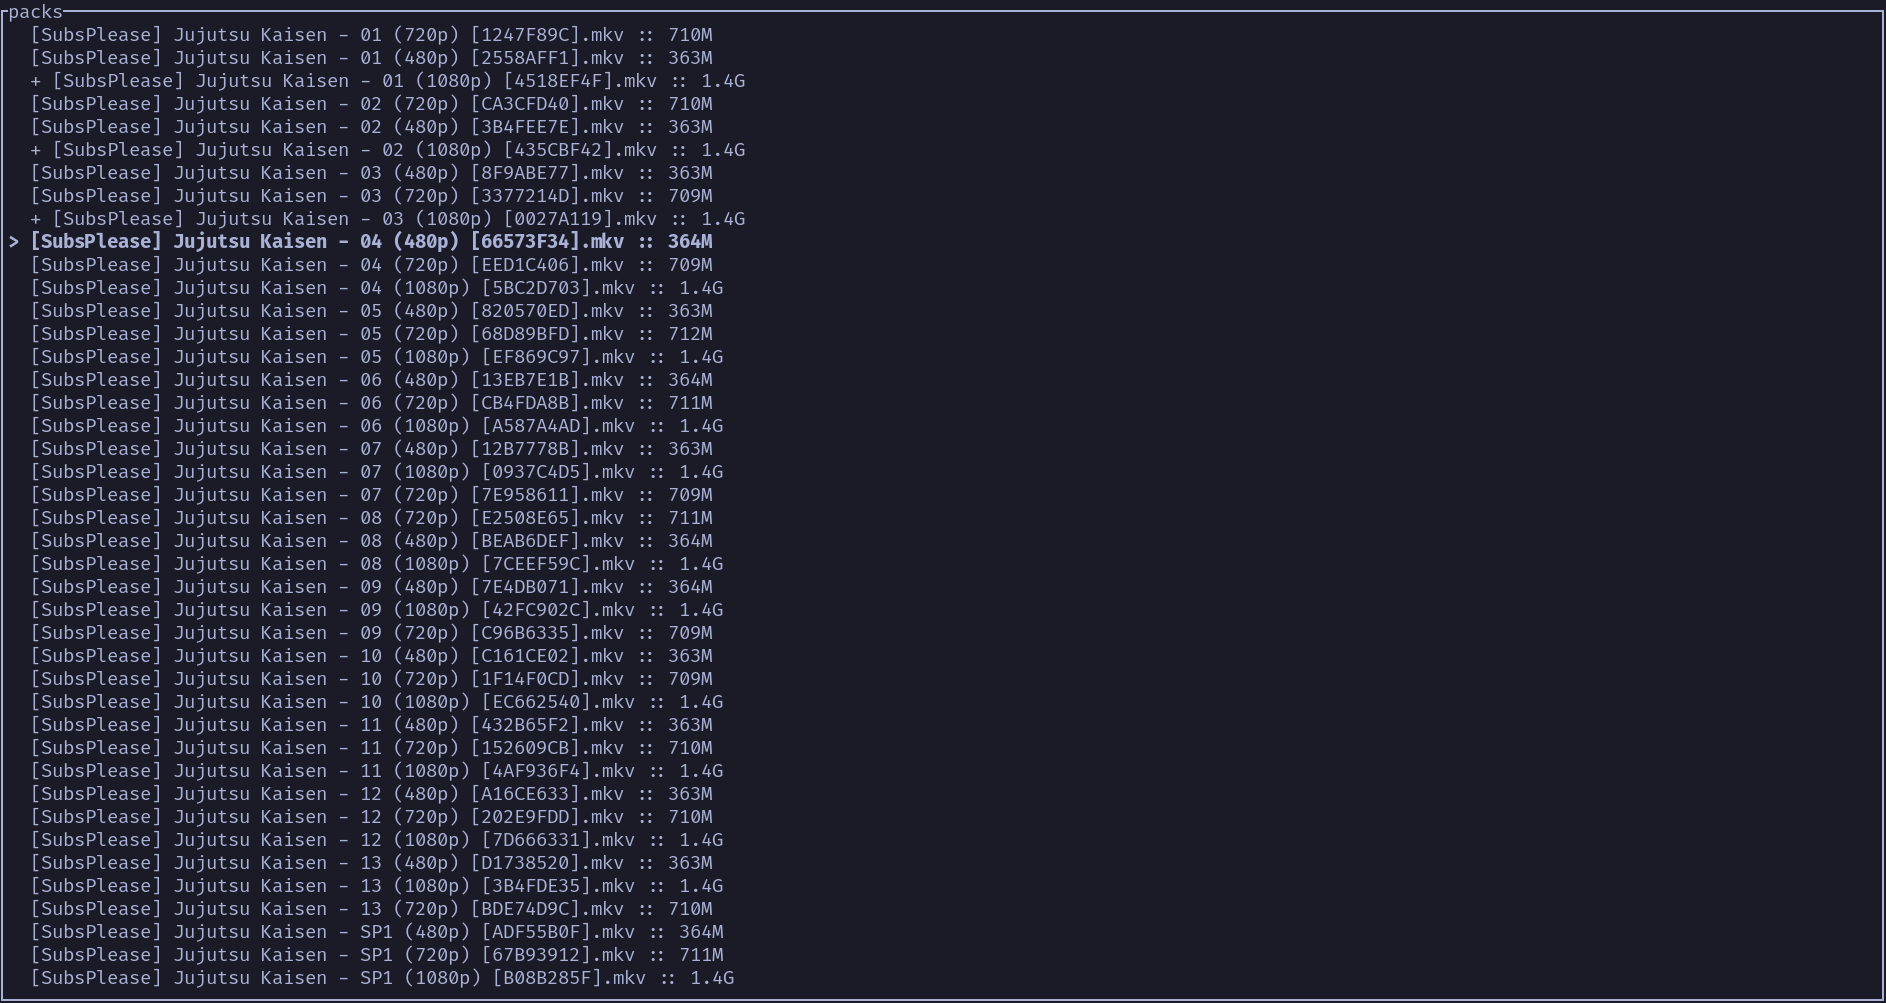 packs
[SubsPlease] Jujutsu Kaisen - 01 (720p) [1247F89C].mkv :: 710M
[SubsPlease] Jujutsu Kaisen - 01 (480p) [2558AFF1].mkv :: 363M
+ [SubsPlease] Jujutsu Kaisen - 01 (1080p) [4518EF4F].mkv :: 1.4G
[SubsPlease] Jujutsu Kaisen - 02 (720p) [CA3CFD40].mkv :: 710M
[SubsPlease] Jujutsu Kaisen - 02 (480p) [3B4FEE7E].mkv :: 363M
+ [SubsPlease] Jujutsu Kaisen - 02 (1080p) [435CBF42].mkv :: 1.4G
[SubsPlease] Jujutsu Kaisen - 03 (480p) [8F9ABE77].mkv :: 363M
[SubsPlease] Jujutsu Kaisen - 03 (720p) [3377214D].mkv :: 709M
+ [SubsPlease] Jujutsu Kaisen - 03 (1080p) [0027A119].mkv :: 1.4G
> [SubsPlease] Jujutsu Kaisen - 04 (480p) [66573F34].mkv :: 364M
[SubsPlease] Jujutsu Kaisen - 04 (720p) [EED1C406].mkv :: 709M
[SubsPlease] Jujutsu Kaisen - 04 (1080p) [5BC2D703].mkv :: 1.4G
[SubsPlease] Jujutsu Kaisen - 05 (480p) [820570ED].mkv :: 363M
[SubsPlease] Jujutsu Kaisen - 05 (720p) [68D89BFD].mkv :: 712M
[SubsPlease] Jujutsu Kaisen - 05 (1080p) [EF869C97].mkv :: 1.4G
[SubsPlease] Jujutsu Kaisen - 06 (480p) [13EB7E1B].mkv :: 364M
[SubsPlease] Jujutsu Kaisen - 06 (720p) [CB4FDA8B].mkv :: 711M
[SubsPlease] Jujutsu Kaisen - 06 (1080p) [A587A4AD].mkv :: 1.4G
[SubsPlease] Jujutsu Kaisen - 07 (480p) [12B7778B].mkv :: 363M
[SubsPlease] Jujutsu Kaisen - 07 (1080p) [0937C4D5].mkv :: 1.4G
[SubsPlease] Jujutsu Kaisen - 07 (720p) [7E958611].mkv :: 709M
[SubsPlease] Jujutsu Kaisen - 08 (720p) [E2508E65].mkv :: 711M
[SubsPlease] Jujutsu Kaisen - 08 (480p) [BEAB6DEF].mkv :: 364M
[SubsPlease] Jujutsu Kaisen - 08 (1080p) [7CEEF59C].mkv :: 1.4G
[SubsPlease] Jujutsu Kaisen - 09 (480p) [7E4DB071].mkv :: 364M
[SubsPlease] Jujutsu Kaisen - 09 (1080p) [42FC902C].mkv :: 1.4G
[SubsPlease] Jujutsu Kaisen - 09 (720p) [C96B6335].mkv :: 709M
[SubsPlease] Jujutsu Kaisen - 10 (480p) [C161CE02].mkv :: 363M
[SubsPlease] Jujutsu Kaisen - 10 (720p) [1F14F0CD].mkv :: 709M
[SubsPlease] Jujutsu Kaisen - 10 (1080p) [EC662540].mkv :: 1.4G
[SubsPlease] Jujutsu Kaisen - 11 (480p) [432B65F2].mkv :: 363M
[SubsPlease] Jujutsu Kaisen - 11 (720p) [152609CB].mkv :: 710M
[SubsPlease] Jujutsu Kaisen - 11 (1080p) [4AF936F4].mkv :: 1.4G
[SubsPlease] Jujutsu Kaisen - 12 (480p) [A16CE633].mkv :: 363M
[SubsPlease] Jujutsu Kaisen - 12 (720p) [202E9FDD].mkv :: 710M
[SubsPlease] Jujutsu Kaisen - 12 (1080p) [7D666331].mkv :: 1.4G
[SubsPlease] Jujutsu Kaisen - 13 (480p) [D1738520].mkv :: 363M
[SubsPlease] Jujutsu Kaisen - 13 (1080p) [3B4FDE35].mkv :: 1.4G
[SubsPlease] Jujutsu Kaisen - 13 (720p) [BDE74D9C].mkv :: 710M
[SubsPlease] Jujutsu Kaisen - SP1 (480p) [ADF55B0F].mkv :: 364M
[SubsPlease] Jujutsu Kaisen - SP1 (720p) [67B93912].mkv :: 711M
[SubsPlease] Jujutsu Kaisen - SP1 (1080p) [B08B285F].mkv :: 1.4G